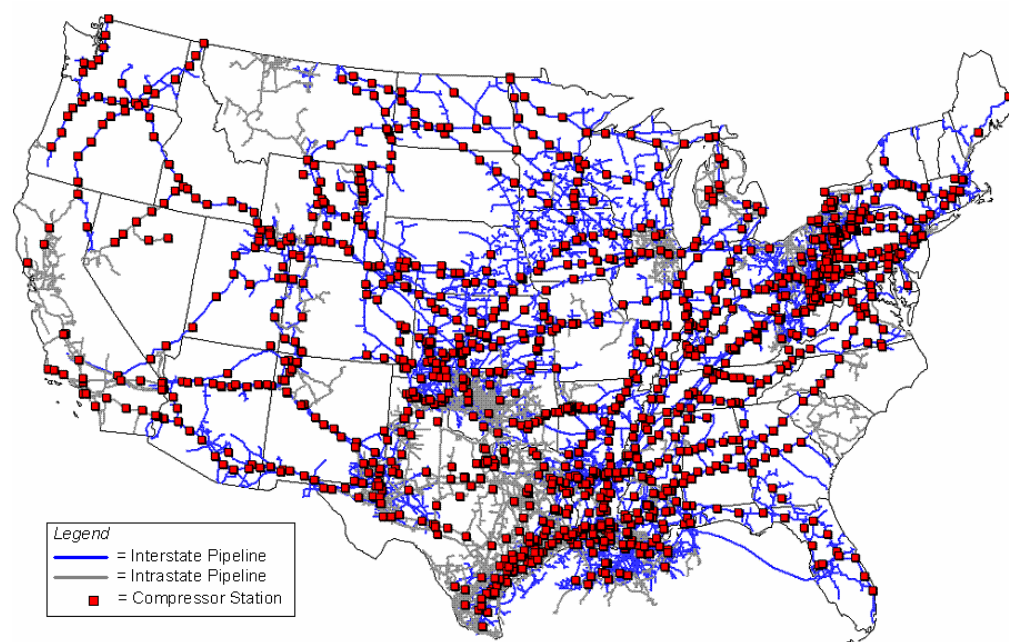 Legend
= Interstate Pipeline
= Intrastate Pipeline
= Compressor Station